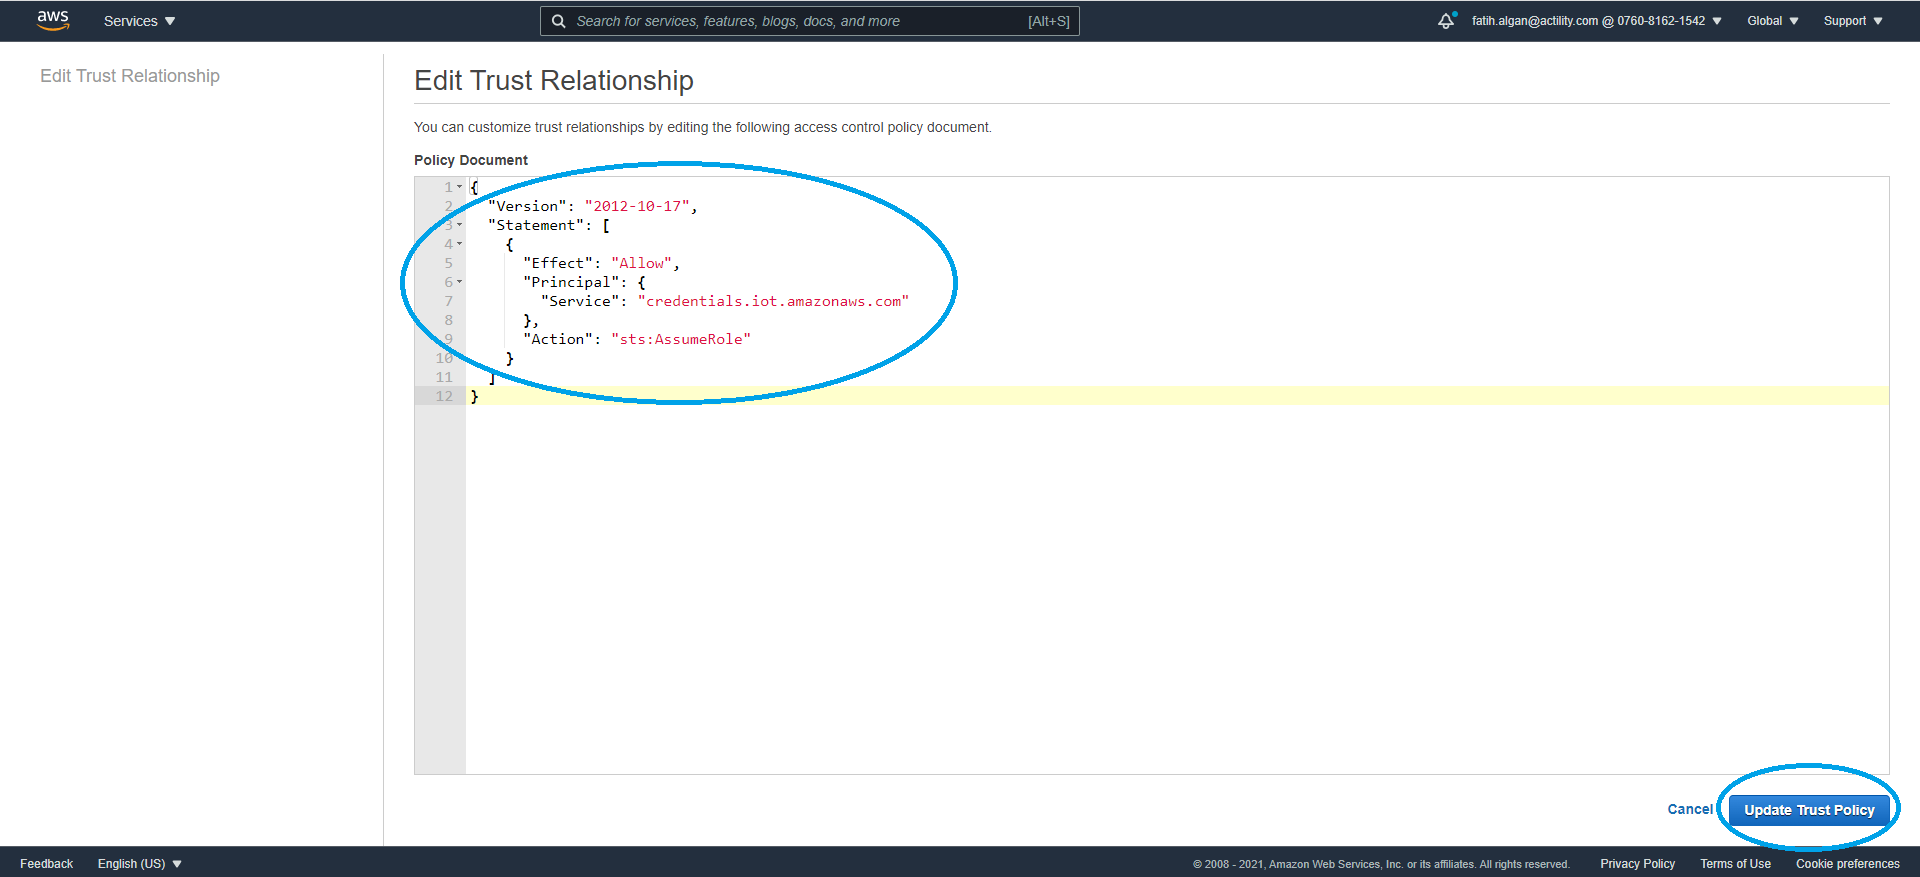 aws
Services
Search for services, features, blogs, docs, and more [Alt+S]
fatih.algan@actility.com @ 0760-8162-1542
Global
Support
Edit Trust Relationship
Edit Trust Relationship
You can customize trust relationships by editing the following access control policy document.
Policy Document
1 {
2 "Version": "2012-10-17",
3 "Statement": [
4 {
5 "Effect": "Allow",
6 "Principal": {
7 "Service": "credentials.iot.amazonaws.com"
8 },
9 "Action": "sts:AssumeRole"
10 }
11 ]
12 }
Cancel
Update Trust Policy
Feedback
English (US)
© 2008 - 2021, Amazon Web Services, Inc. or its affiliates. All rights reserved.
Privacy Policy
Terms of Use
Cookie preferences